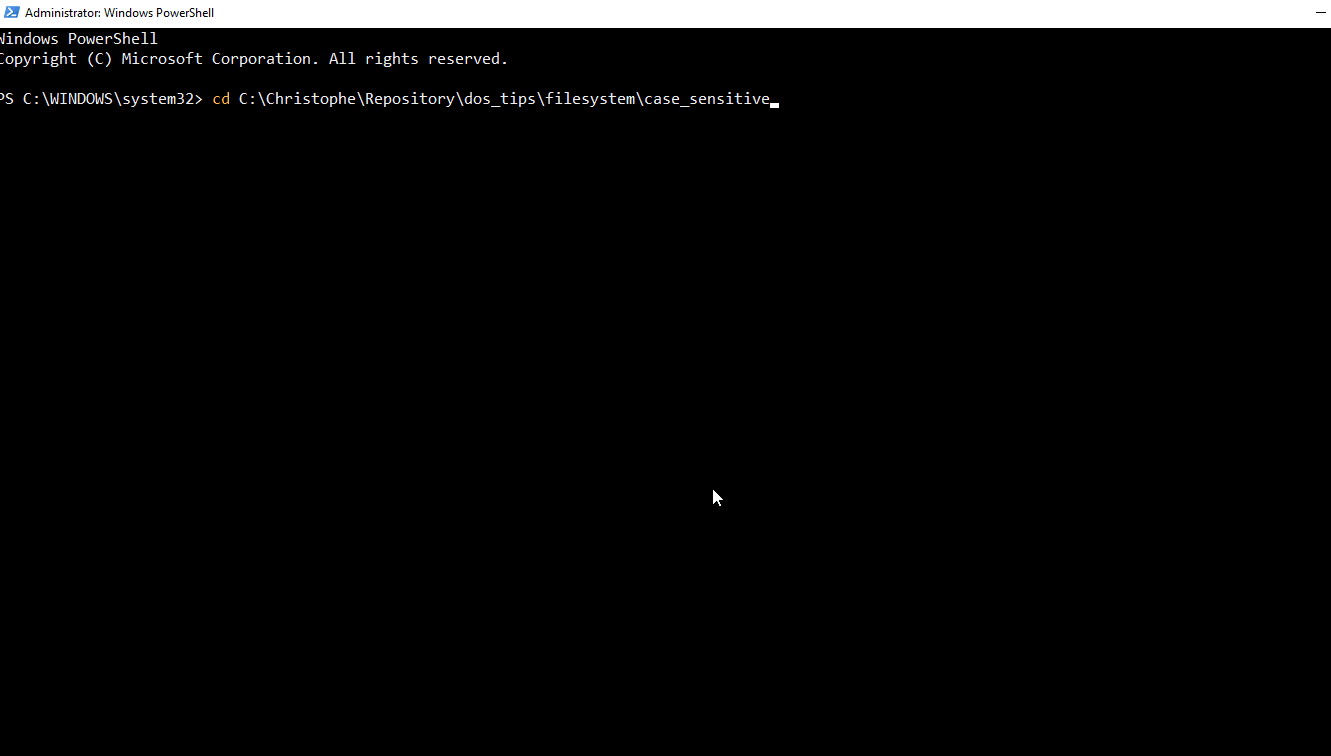 Administrator: Windows PowerShell
Windows PowerShell
Copyright (C) Microsoft Corporation. All rights reserved.
PS C:\WINDOWS\system32> cd C:\Christophe\Repository\dos_tips\filesystem\case_sensitive